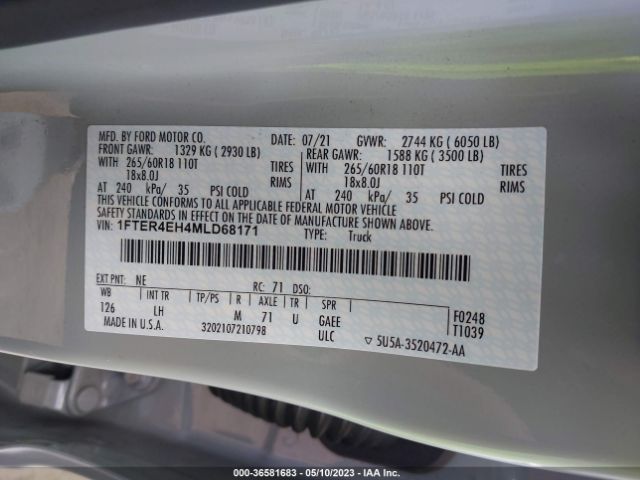 MFD. BY FORD MOTOR CO. DATE: 07/21 GVWR: 2744 KG ( 6050 LB)
FRONT GAWR: 1329 KG ( 2930 LB) REAR GAWR: 1588 KG ( 3500 LB)
WITH 265/60R18 110T TIRES WITH 265/60R18 110T TIRES
18x8.0J RIMS 18x8.0J RIMS
AT 240 kPa/ 35 PSI COLD AT 240 kPa/ 35 PSI COLD
THIS VEHICLE CONFORMS TO ALL APPLICABLE FEDERAL MOTOR VEHICLE
SAFETY STANDARDS IN EFFECT ON THE DATE OF MANUFACTURE SHOWN ABOVE.
VIN: 1FTER4EH4MLD68171
TYPE: Truck
EXT PNT: NE RC: 71 DSO:
WB INT TR TP/PS R AXLE TR SPR
126 LH M 71 U GAEE F0248
ULC T1039
MADE IN U.S.A. 3202107210798 ▽ 5U5A-3520472-AA
000-36581683 - 05/10/2023 - IAA Inc.